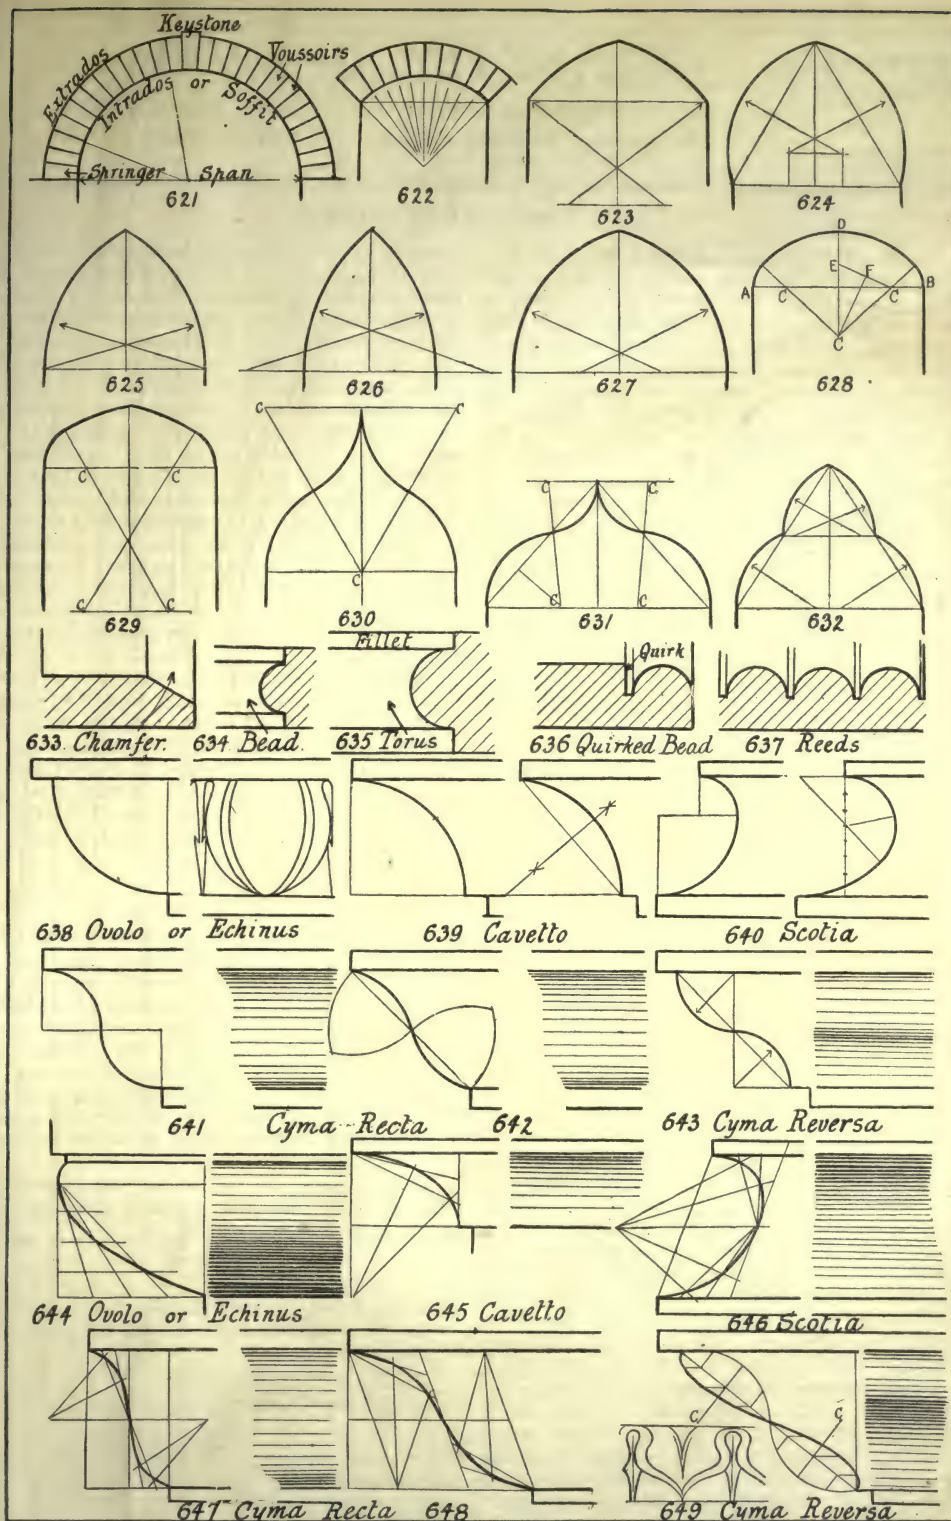 Keystone
Extrados
Voussoirs
Intrados or Soffit
Springer
Span
621
622
623
624
625
626
627
A
B
C
C
C
D
E
F
628
C
C
C
C
629
C
C
C
630
C
C
C
C
631
632
Fillet
Quirk
633. Chamfer.
634 Bead.
635 Torus
636 Quirked Bead
637 Reeds
638 Ovolo or Echinus
639 Cavetto
640 Scotia
641 Cyma-Recta 642
643 Cyma Reversa
644 Ovolo or Echinus
645 Cavetto
646 Scotia
C
C
647 Cyma Recta 648
649 Cyma Reversa